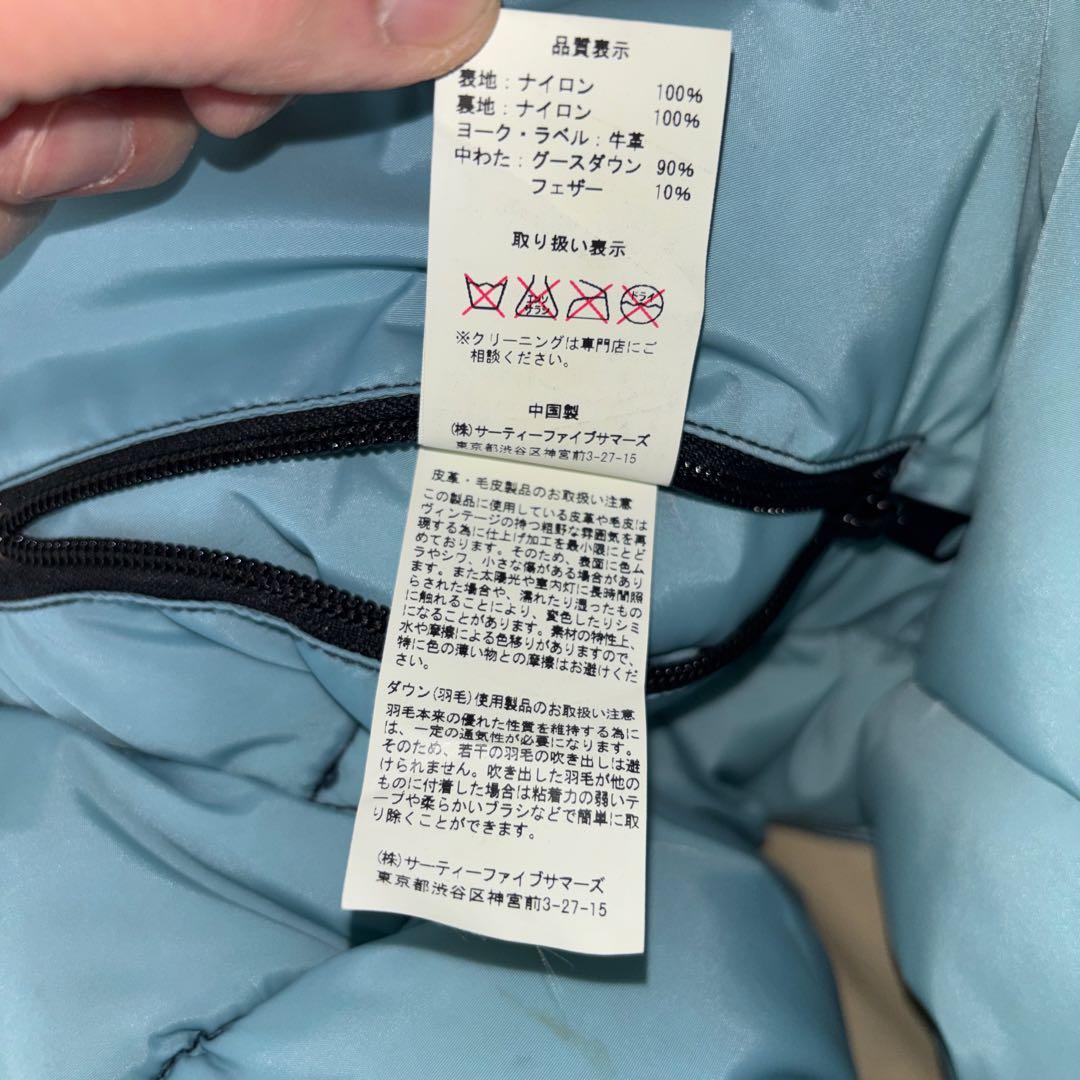 品質表示
表地：ナイロン 100%
裏地：ナイロン 100%
ヨーク・ラベル：牛革
中わた：グースダウン 90%
フェザー 10%
取り扱い表示
エンソ
サラシ
ドライ
※クリーニングは専門店にご
相談ください。
中国製
(株)サーティーファイブサマーズ
東京都渋谷区神宮前3-27-15
皮革・毛皮製品のお取扱い注意
この製品に使用している皮革や毛皮は
ヴィンテージの持つ粗野な雰囲気を再
現する為に仕上げ加工を最小限にとど
めております。そのため、表面に色ム
ラやシワ、小さな傷がある場合があり
ます。また太陽光や室内灯に長時間照
らされた場合や、濡れたり湿ったもの
に触れることにより、変色したりシミ
になることがあります。素材の特性上、
水や摩擦による色移りがありますので、
特に色の薄い物との摩擦はお避けくだ
さい。
ダウン(羽毛)使用製品のお取扱い注意
羽毛本来の優れた性質を維持する為に
は、一定の通気性が必要になります。
そのため、若干の羽毛の吹き出しは避
けられません。吹き出した羽毛が他の
ものに付着した場合は粘着力の弱いテ
ープや柔らかいブラシなどで簡単に取
り除くことができます。
(株)サーティーファイブサマーズ
東京都渋谷区神宮前3-27-15